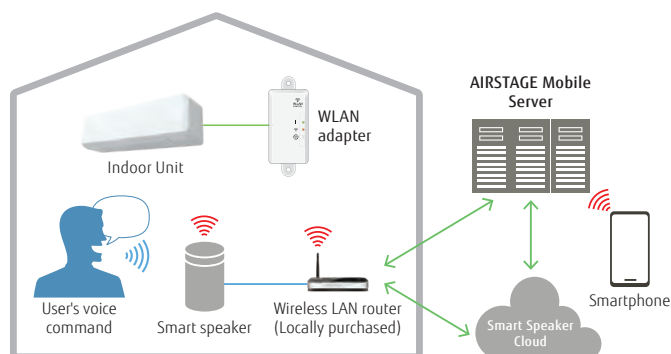 AIRSTAGE Mobile
Server
WLAN
adapter
Indoor Unit
User's voice
command
Smart speaker
Wireless LAN router
(Locally purchased)
Smart Speaker
Cloud
Smartphone